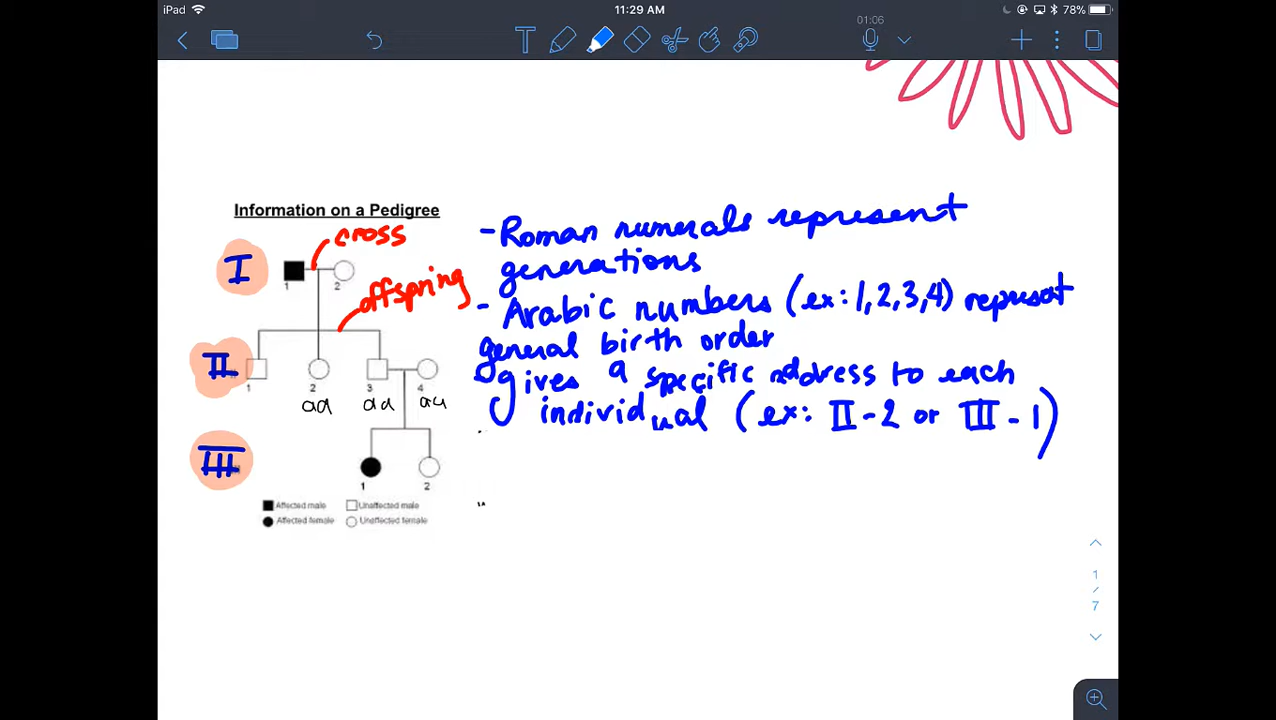 iPad
11:29 AM
78%
01:06
Information on a Pedigree
cross
I
1
2
offspring
II
1
2
3
4
aa
aa
III
1
2
Affected male
Unaffected male
Affected female
Unaffected female
- Roman numerals represent
generations
- Arabic numbers (ex: 1,2,3,4) represent
general birth order
gives a specific address to each
individual (ex: II-2 or III-1)
1
/
7